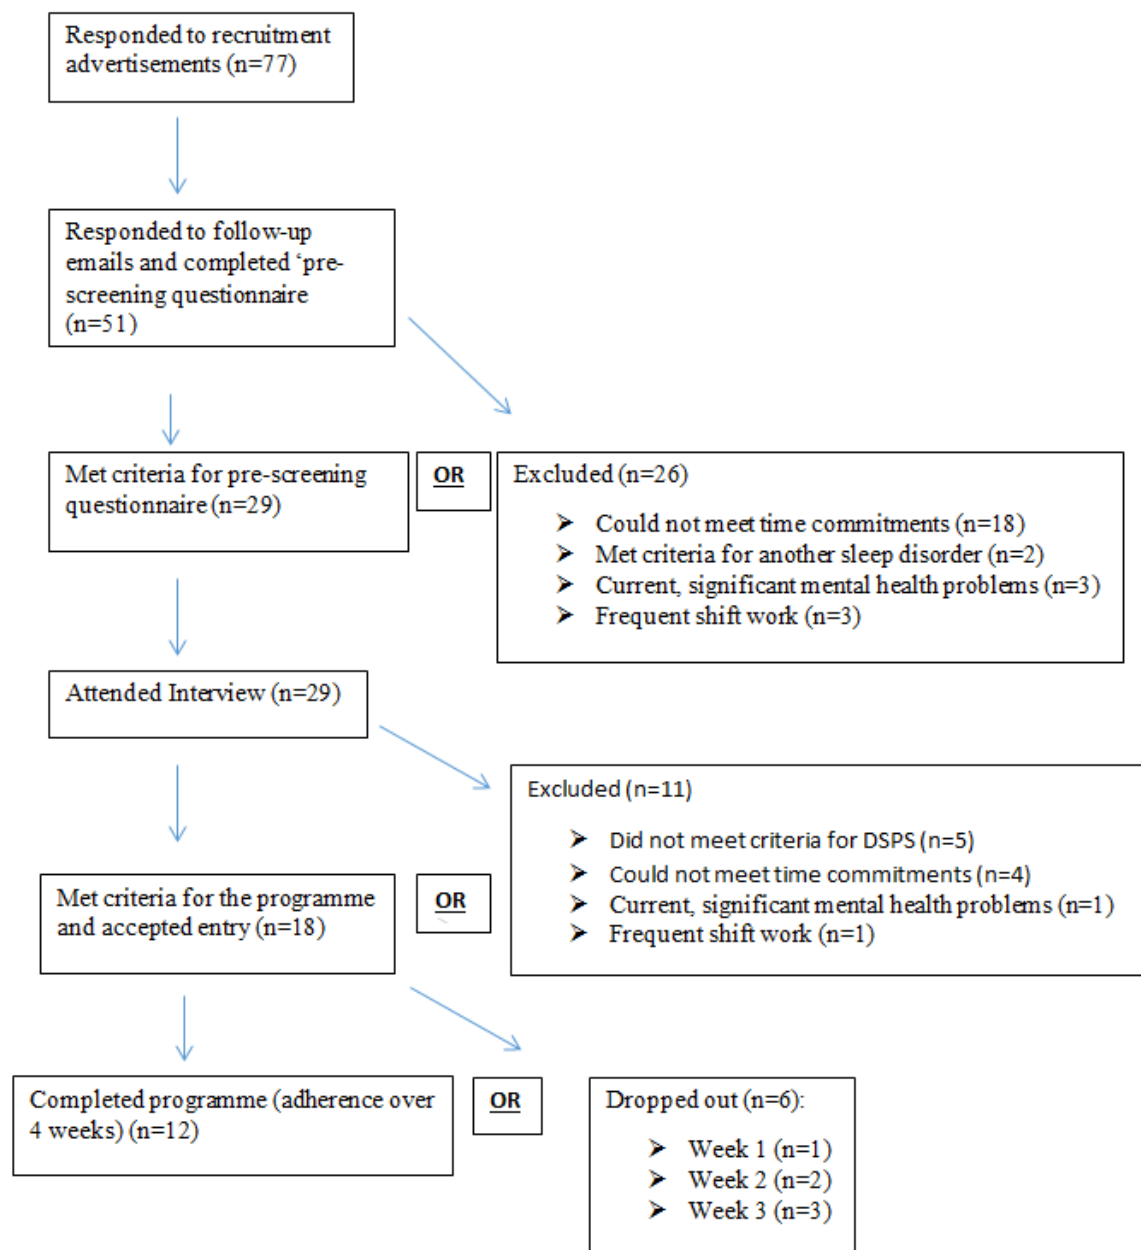 Responded to recruitment
advertisements (n=77)
Responded to follow-up
emails and completed ‘pre-
screening questionnaire
(n=51)
Met criteria for pre-screening
questionnaire (n=29)
OR
Excluded (n=26)
➤ Could not meet time commitments (n=18)
➤ Met criteria for another sleep disorder (n=2)
➤ Current, significant mental health problems (n=3)
➤ Frequent shift work (n=3)
Attended Interview (n=29)
Excluded (n=11)
➤ Did not meet criteria for DSPS (n=5)
➤ Could not meet time commitments (n=4)
➤ Current, significant mental health problems (n=1)
➤ Frequent shift work (n=1)
Met criteria for the programme
and accepted entry (n=18)
OR
Completed programme (adherence over
4 weeks) (n=12)
OR
Dropped out (n=6):
➤ Week 1 (n=1)
➤ Week 2 (n=2)
➤ Week 3 (n=3)